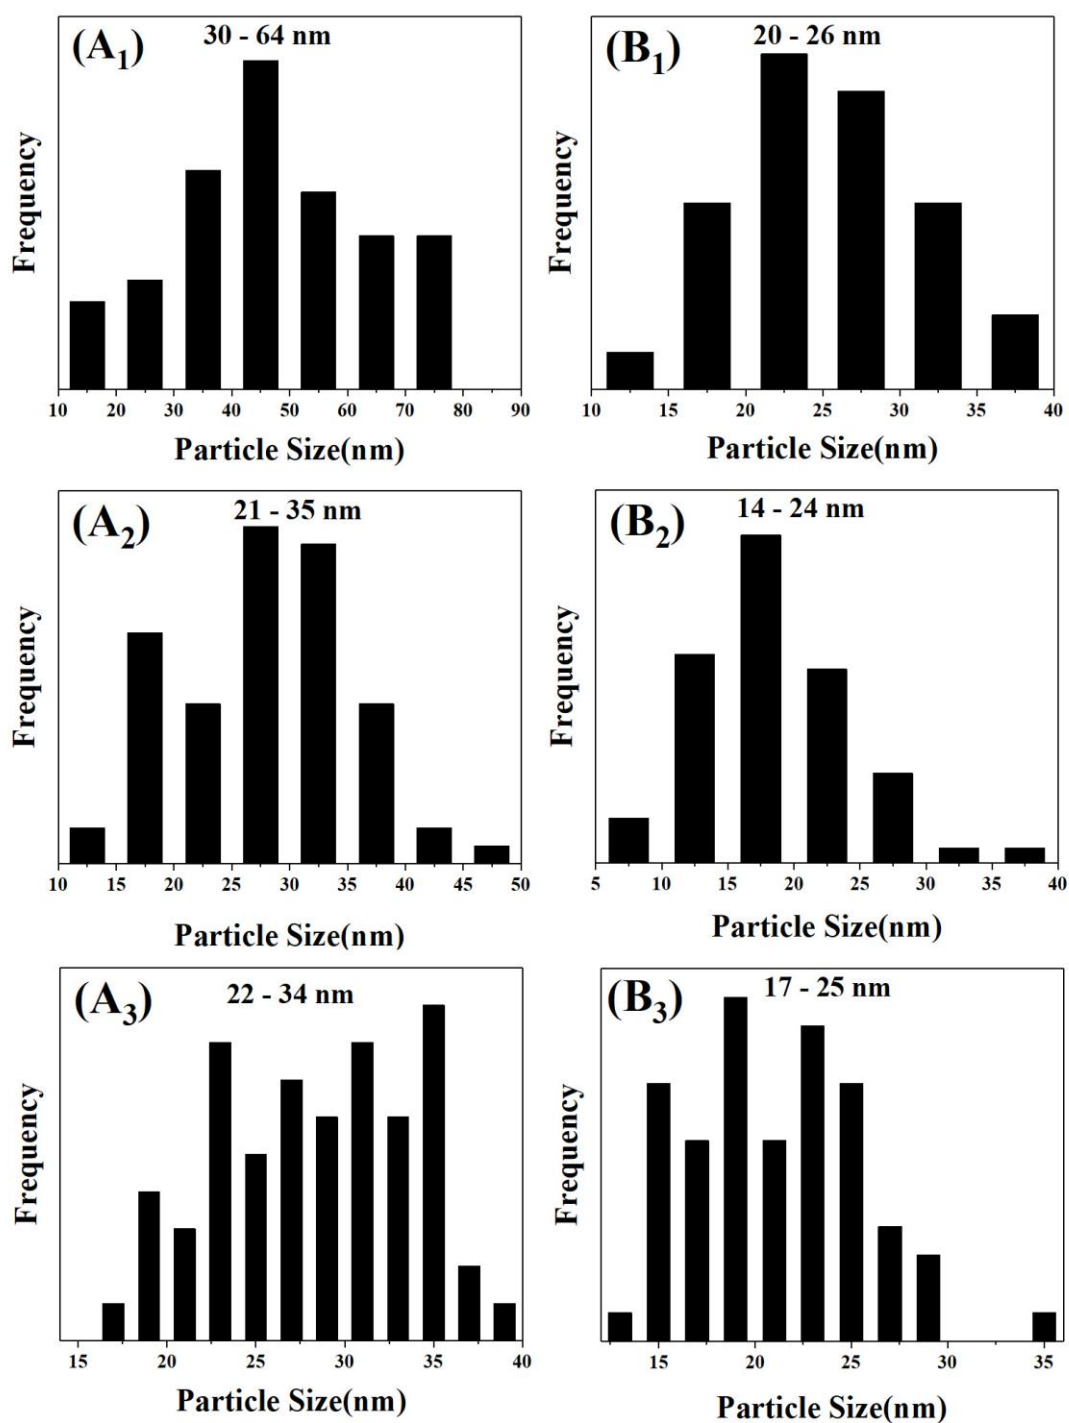 (A1)
30 - 64 nm
Frequency
10 20 30 40 50 60 70 80 90
Particle Size(nm)
(B1)
20 - 26 nm
Frequency
10 15 20 25 30 35 40
Particle Size(nm)
(A2)
21 - 35 nm
Frequency
10 15 20 25 30 35 40 45 50
Particle Size(nm)
(B2)
14 - 24 nm
Frequency
5 10 15 20 25 30 35 40
Particle Size(nm)
(A3)
22 - 34 nm
Frequency
15 20 25 30 35 40
Particle Size(nm)
(B3)
17 - 25 nm
Frequency
15 20 25 30 35
Particle Size(nm)